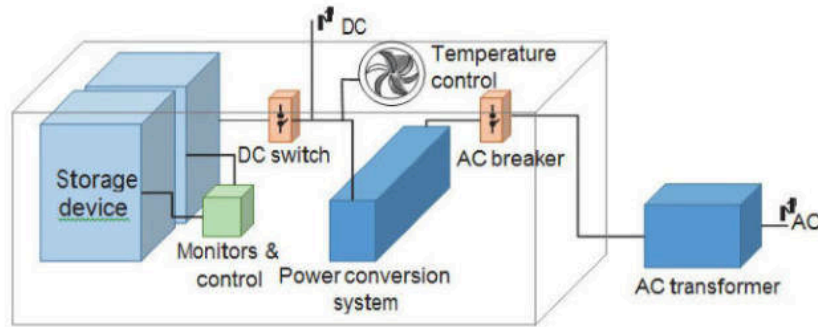 DC
Temperature
control
DC switch
AC breaker
Storage
device
Monitors &
control
Power conversion
system
AC
AC transformer